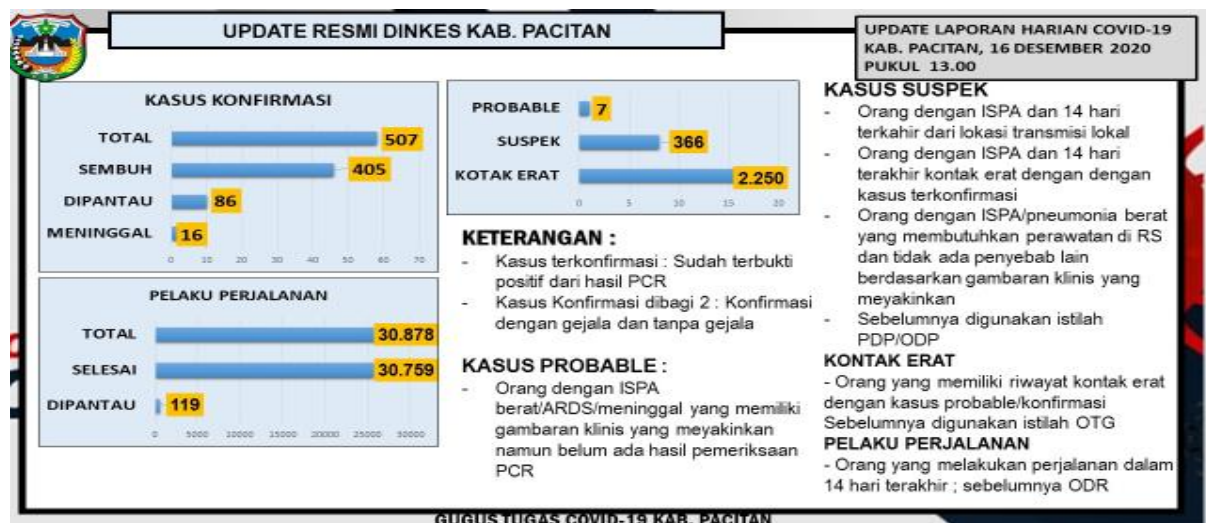 UPDATE RESMI DINKES KAB. PACITAN
UPDATE LAPORAN HARIAN COVID-19
KAB. PACITAN, 16 DESEMBER 2020
PUKUL 13.00
KASUS KONFIRMASI
TOTAL 507
SEMBUH 405
DIPANTAU 86
MENINGGAL 16
0 10 20 30 40 50 60 70
PELAKU PERJALANAN
TOTAL 30.878
SELESAI 30.759
DIPANTAU 119
0 5000 10000 15000 20000 25000 30000
PROBABLE 7
SUSPEK 366
KOTAK ERAT 2.250
0 5 10 15 20
KETERANGAN :
- Kasus terkonfirmasi : Sudah terbukti
positif dari hasil PCR
- Kasus Konfirmasi dibagi 2 : Konfirmasi
dengan gejala dan tanpa gejala
KASUS PROBABLE :
- Orang dengan ISPA
berat/ARDS/meninggal yang memiliki
gambaran klinis yang meyakinkan
namun belum ada hasil pemeriksaan
PCR
KASUS SUSPEK
- Orang dengan ISPA dan 14 hari
terkahir dari lokasi transmisi lokal
- Orang dengan ISPA dan 14 hari
terakhir kontak erat dengan dengan
kasus terkonfirmasi
- Orang dengan ISPA/pneumonia berat
yang membutuhkan perawatan di RS
dan tidak ada penyebab lain
berdasarkan gambaran klinis yang
meyakinkan
- Sebelumnya digunakan istilah
PDP/ODP
KONTAK ERAT
- Orang yang memiliki riwayat kontak erat
dengan kasus probable/konfirmasi
Sebelumnya digunakan istilah OTG
PELAKU PERJALANAN
- Orang yang melakukan perjalanan dalam
14 hari terakhir ; sebelumnya ODR
GUGUS TUGAS COVID-19 KAB. PACITAN